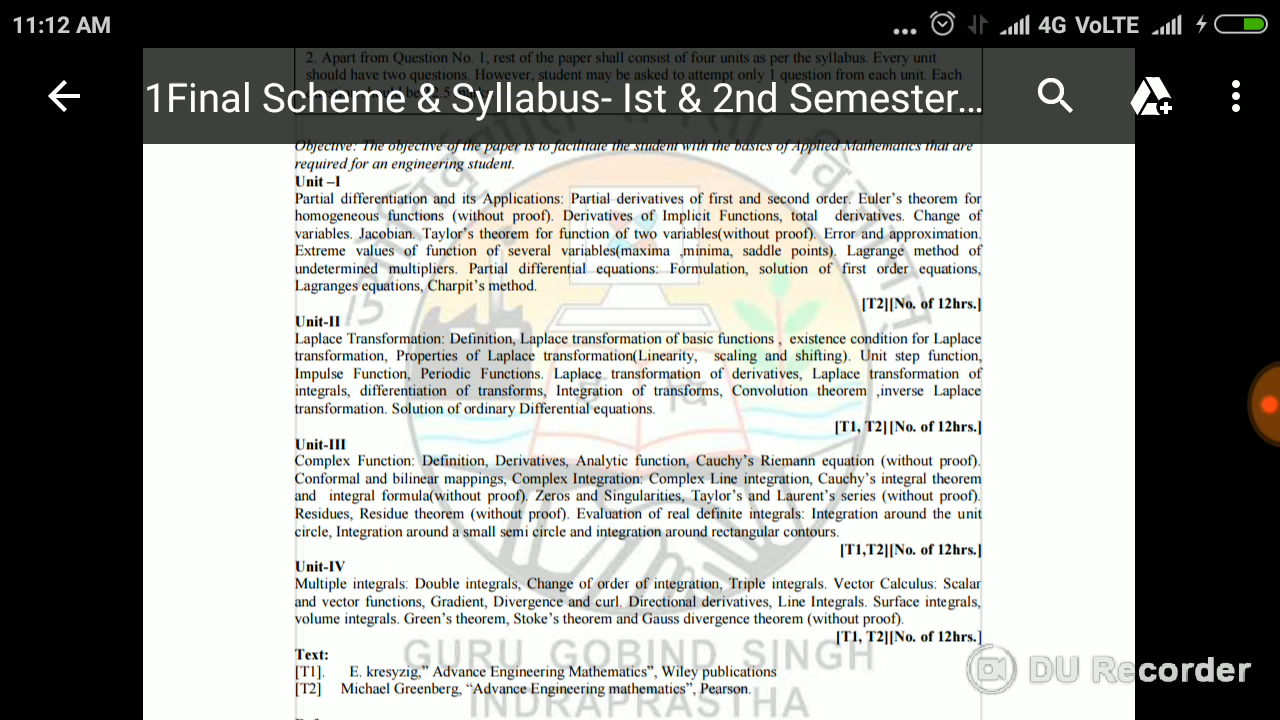 11:12 AM
4G VoLTE
2. Apart from Question No. 1, rest of the paper shall consist of four units as per the syllabus. Every unit
should have two questions. However, student may be asked to attempt only 1 question from each unit. Each
1Final Scheme & Syllabus- Ist & 2nd Semester...
Objective: The objective of the paper is to facilitate the student with the basics of Applied Mathematics that are
required for an engineering student.
Unit –I
Partial differentiation and its Applications: Partial derivatives of first and second order. Euler's theorem for
homogeneous functions (without proof). Derivatives of Implicit Functions, total derivatives. Change of
variables. Jacobian. Taylor's theorem for function of two variables(without proof). Error and approximation.
Extreme values of function of several variables(maxima ,minima, saddle points). Lagrange method of
undetermined multipliers. Partial differential equations: Formulation, solution of first order equations,
Lagranges equations, Charpit's method.
[T2][No. of 12hrs.]
Unit-II
Laplace Transformation: Definition, Laplace transformation of basic functions , existence condition for Laplace
transformation, Properties of Laplace transformation(Linearity, scaling and shifting). Unit step function,
Impulse Function, Periodic Functions. Laplace transformation of derivatives, Laplace transformation of
integrals, differentiation of transforms, Integration of transforms, Convolution theorem ,inverse Laplace
transformation. Solution of ordinary Differential equations.
[T1, T2][No. of 12hrs.]
Unit-III
Complex Function: Definition, Derivatives, Analytic function, Cauchy's Riemann equation (without proof).
Conformal and bilinear mappings, Complex Integration: Complex Line integration, Cauchy's integral theorem
and integral formula(without proof). Zeros and Singularities, Taylor's and Laurent's series (without proof).
Residues, Residue theorem (without proof). Evaluation of real definite integrals: Integration around the unit
circle, Integration around a small semi circle and integration around rectangular contours.
[T1,T2][No. of 12hrs.]
Unit-IV
Multiple integrals: Double integrals, Change of order of integration, Triple integrals. Vector Calculus: Scalar
and vector functions, Gradient, Divergence and curl. Directional derivatives, Line Integrals. Surface integrals,
volume integrals. Green's theorem, Stoke's theorem and Gauss divergence theorem (without proof).
[T1, T2][No. of 12hrs.]
Text:
[T1]. E. kresyzig," Advance Engineering Mathematics", Wiley publications
[T2] Michael Greenberg, "Advance Engineering mathematics", Pearson.
GURU GOBIND SINGH
INDRAPRASTHA
DU Recorder